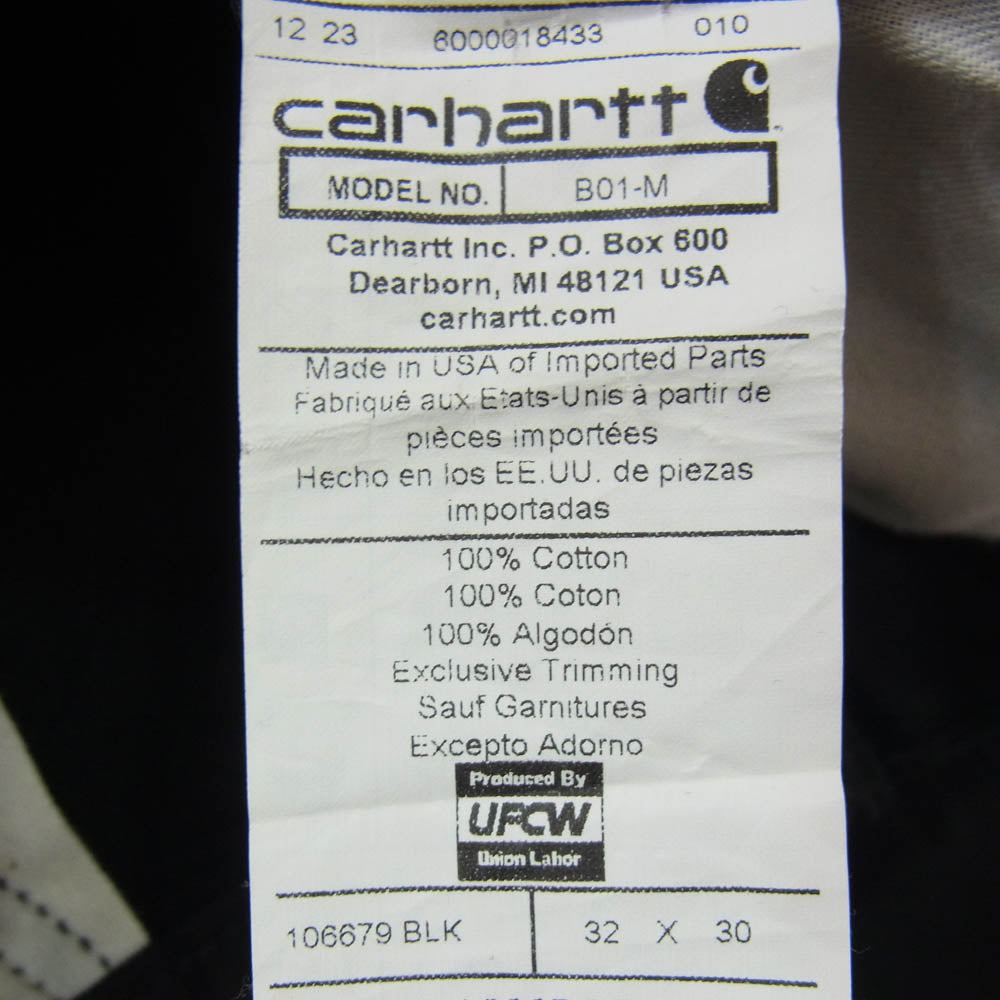 12 23 6000018433 010
carhartt
MODEL NO. B01-M
Carhartt Inc. P.O. Box 600
Dearborn, MI 48121 USA
carhartt.com
Made in USA of Imported Parts
Fabriqué aux Etats-Unis à partir de
pièces importées
Hecho en los EE.UU. de piezas
importadas
100% Cotton
100% Coton
100% Algodón
Exclusive Trimming
Sauf Garnitures
Excepto Adorno
Produced By
UFCW
Union Labor
106679 BLK 32 X 30